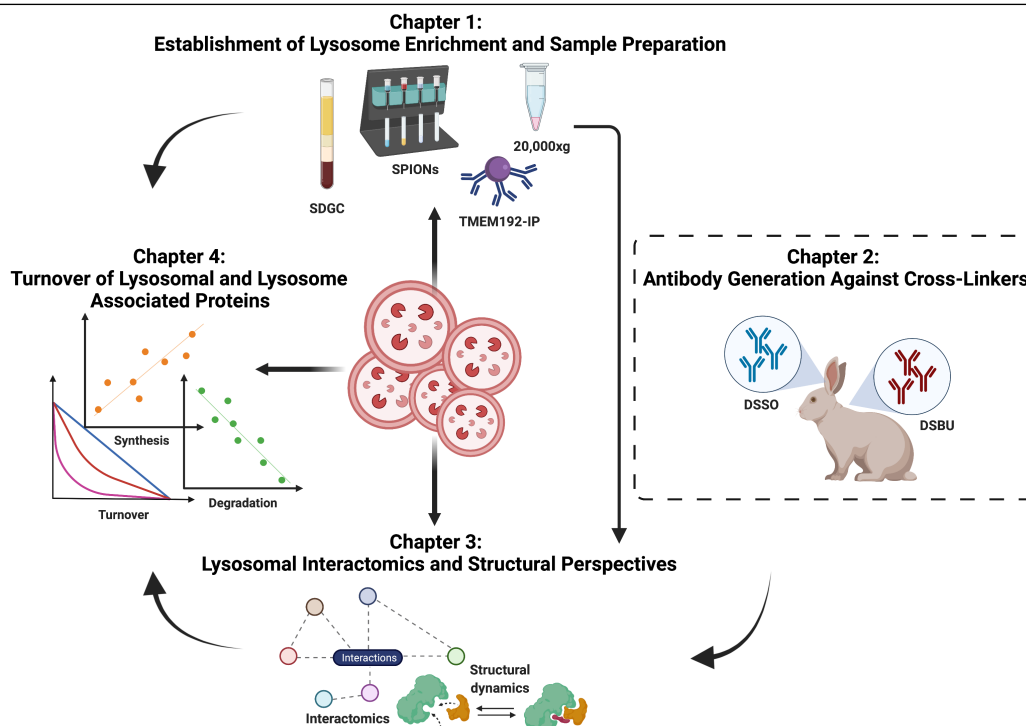 Chapter 1:
Establishment of Lysosome Enrichment and Sample Preparation
SDGC
SPIONs
20,000xg
TMEM192-IP
Chapter 4:
Turnover of Lysosomal and Lysosome
Associated Proteins
Synthesis
Turnover
Degradation
Chapter 2:
Antibody Generation Against Cross-Linkers
DSSO
DSBU
Chapter 3:
Lysosomal Interactomics and Structural Perspectives
Interactions
Interactomics
Structural
dynamics